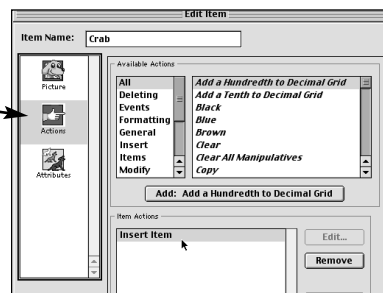 Edit Item
Item Name: Crab
Picture
Actions
Attributes
Available Actions
All
Deleting
Events
Formatting
General
Insert
Items
Modify
Add a Hundredth to Decimal Grid
Add a Tenth to Decimal Grid
Black
Blue
Brown
Clear
Clear All Manipulatives
Copy
Add: Add a Hundredth to Decimal Grid
Item Actions
Insert Item
Edit...
Remove